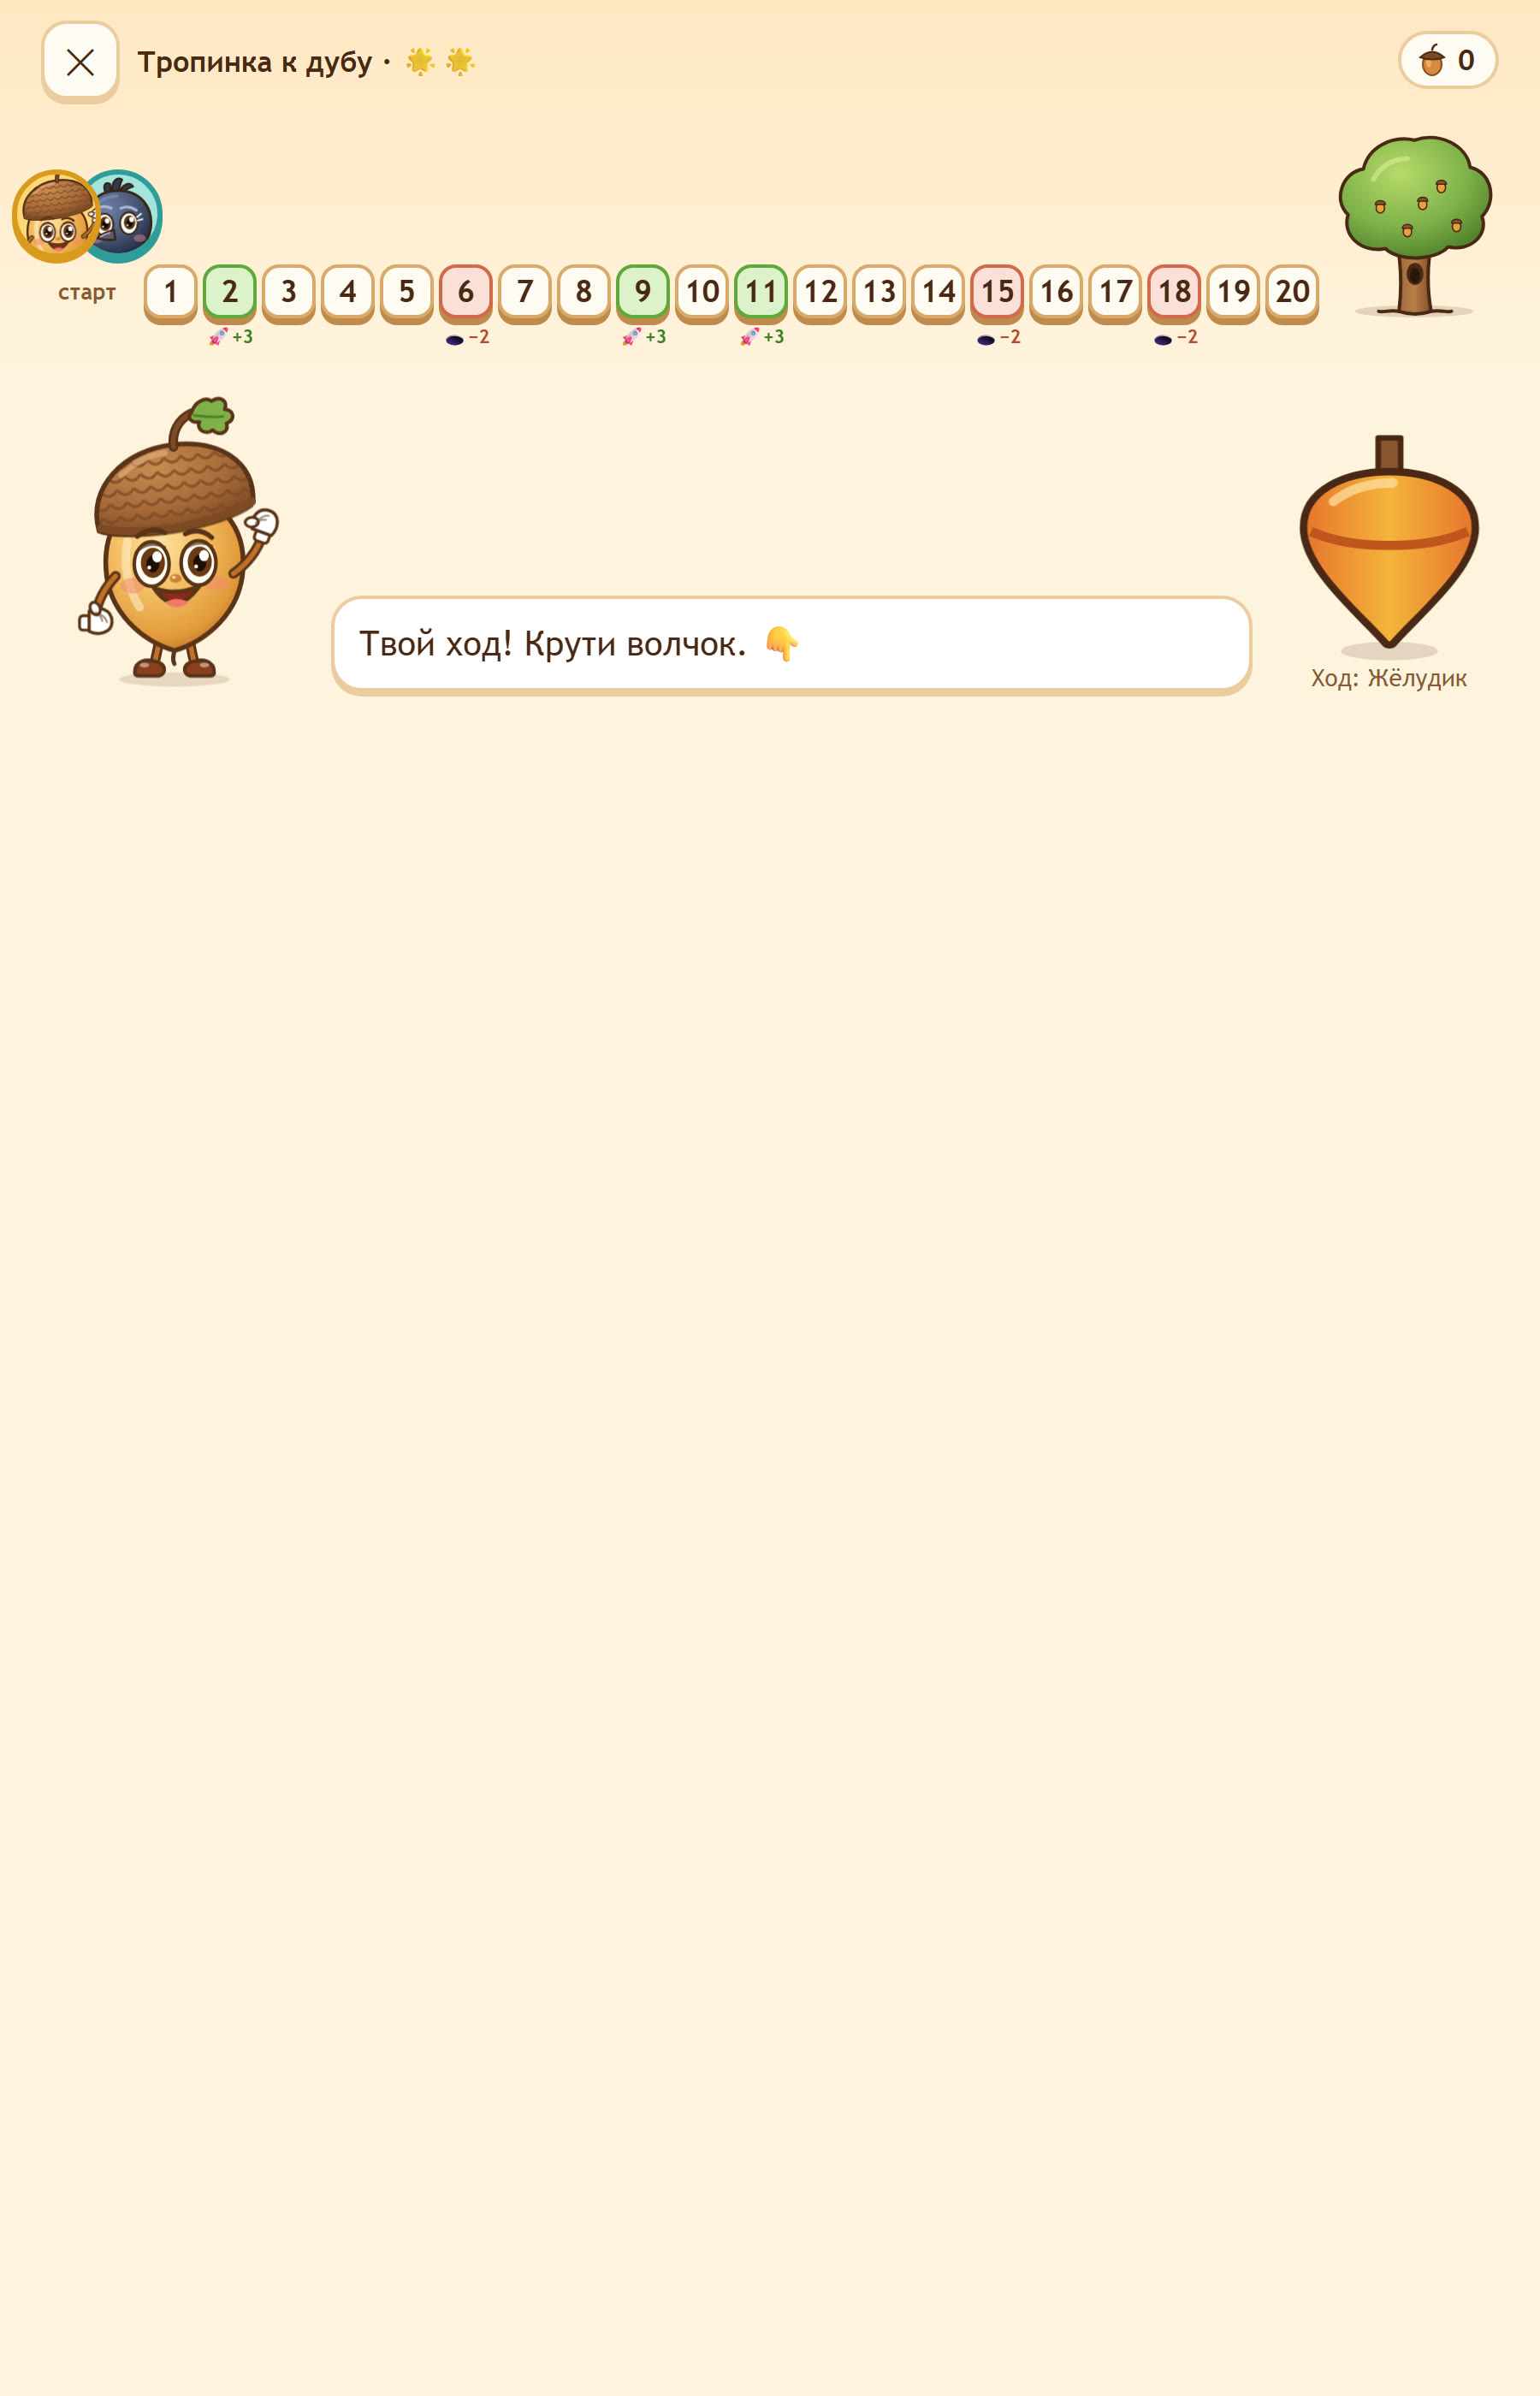 Тропинка к дубу · 🌟 🌟
0
старт 1 2 3 4 5 6 7 8 9 10 11 12 13 14 15 16 17 18 19 20
+3 −2 +3 +3 −2 −2
Твой ход! Крути волчок. 👇
Ход: Жёлудик